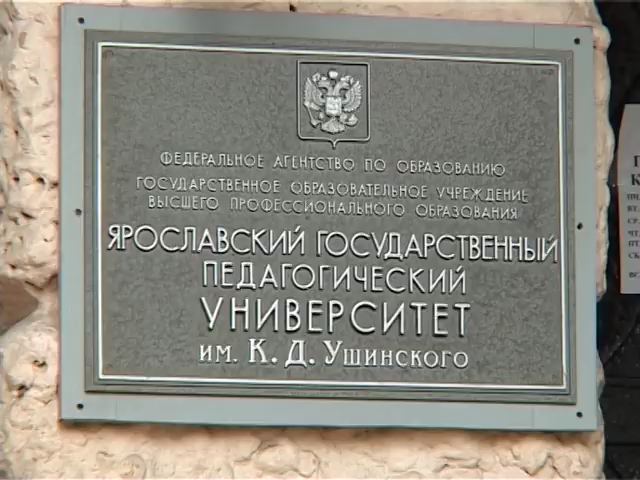 ФЕДЕРАЛЬНОЕ АГЕНТСТВО ПО ОБРАЗОВАНИЮ
ГОСУДАРСТВЕННОЕ ОБРАЗОВАТЕЛЬНОЕ УЧРЕЖДЕНИЕ
ВЫСШЕГО ПРОФЕССИОНАЛЬНОГО ОБРАЗОВАНИЯ
ЯРОСЛАВСКИЙ ГОСУДАРСТВЕННЫЙ
ПЕДАГОГИЧЕСКИЙ
УНИВЕРСИТЕТ
ИМ. К. Д. УШИНСКОГО